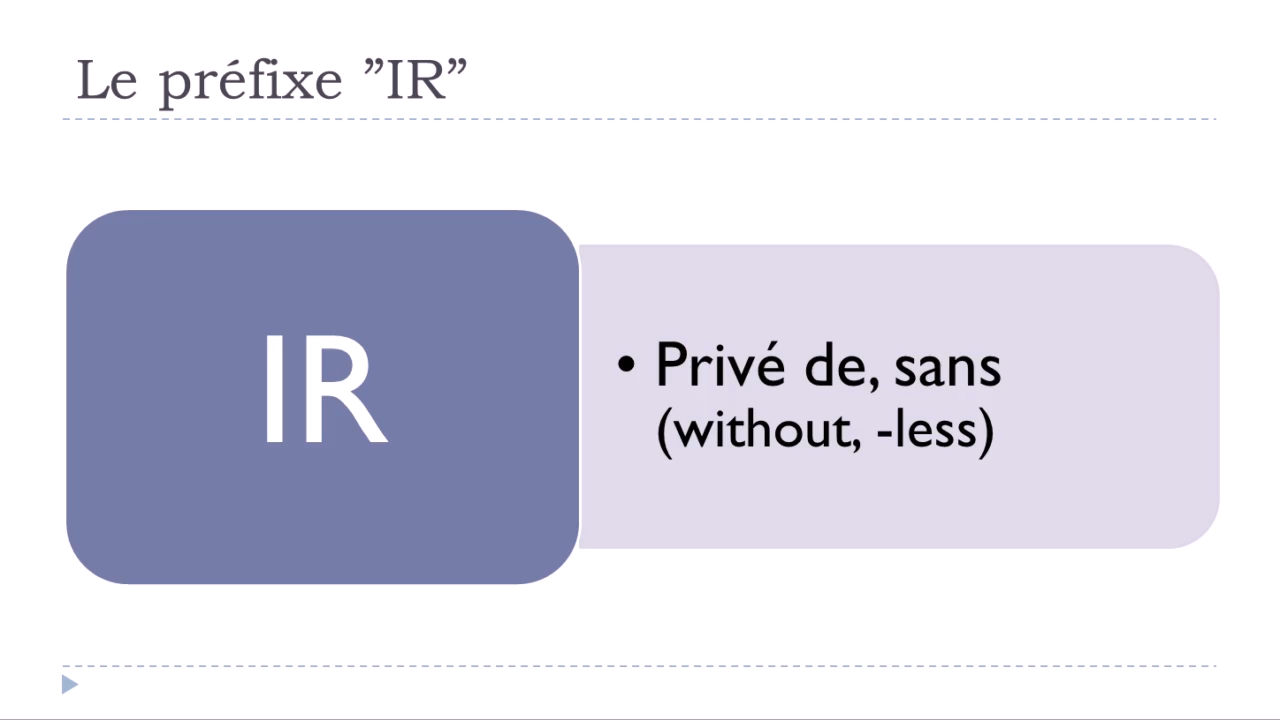 Le préfixe ”IR”
IR
• Privé de, sans
(without, -less)